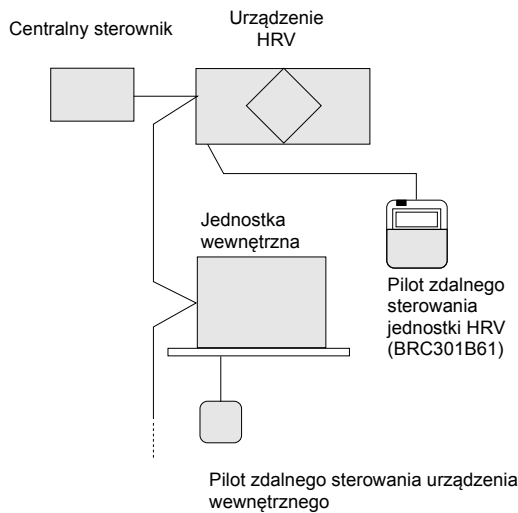 Centralny sterownik
Urządzenie
HRV
Jednostka
wewnętrzna
Pilot zdalnego
sterowania
jednostki HRV
(BRC301B61)
Pilot zdalnego sterowania urządzenia
wewnętrznego